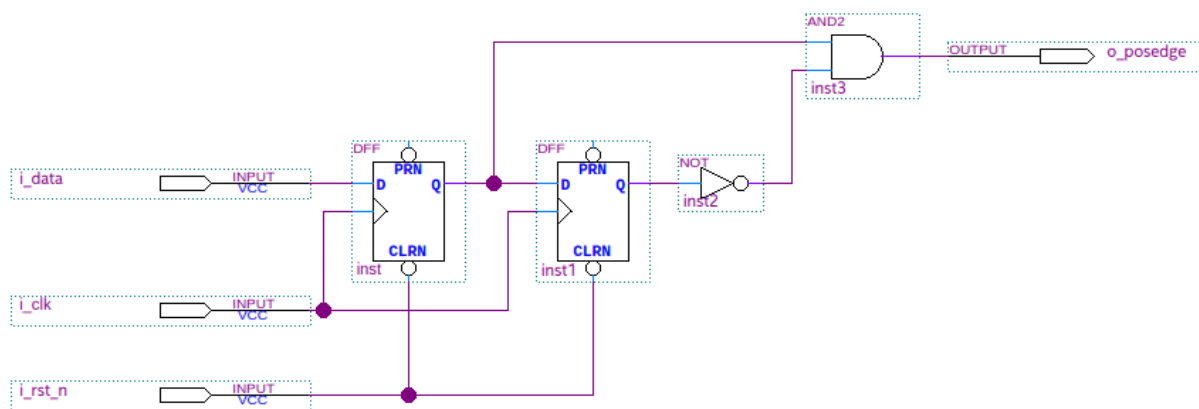 AND2
OUTPUT
o_posedge
inst3
DFF
PRN
D
Q
CLRN
inst
DFF
PRN
D
Q
CLRN
inst1
NOT
inst2
i_data
INPUT
VCC
i_clk
INPUT
VCC
i_rst_n
INPUT
VCC